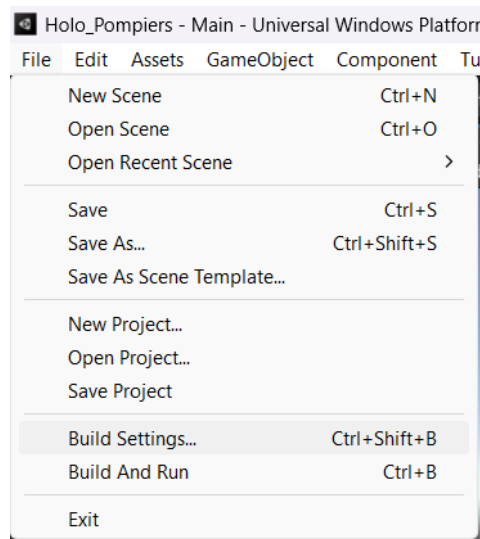 Holo_Pompiers - Main - Universal Windows Platform
File Edit Assets GameObject Component Tu
New Scene Ctrl+N
Open Scene Ctrl+O
Open Recent Scene >
Save Ctrl+S
Save As... Ctrl+Shift+S
Save As Scene Template...
New Project...
Open Project...
Save Project
Build Settings... Ctrl+Shift+B
Build And Run Ctrl+B
Exit